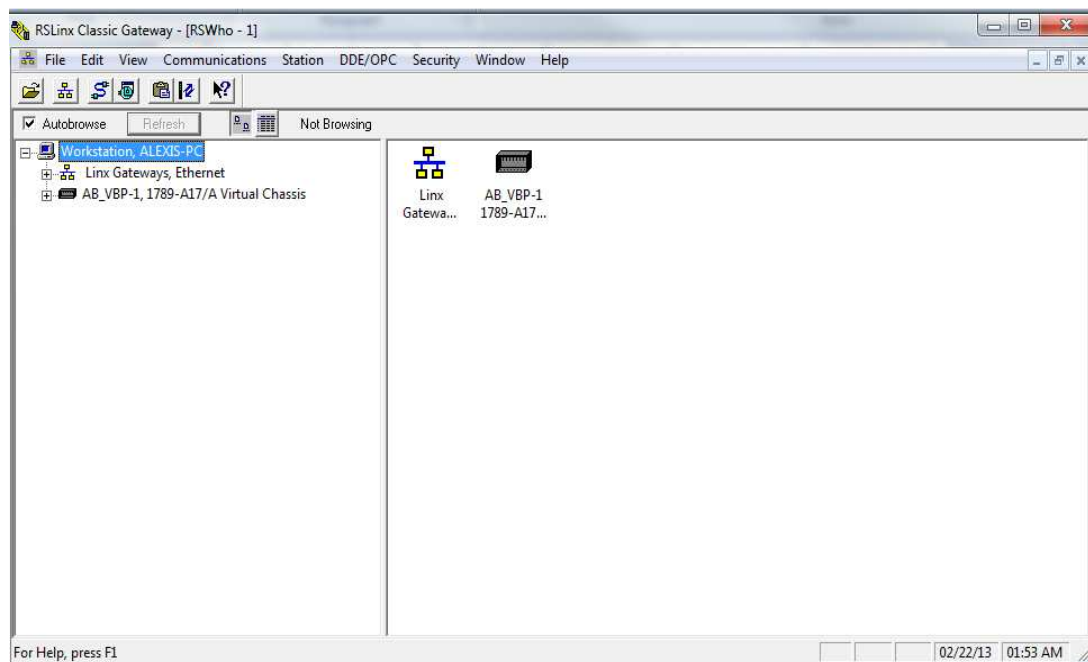 RSLinx Classic Gateway - [RSWho - 1]
File Edit View Communications Station DDE/OPC Security Window Help
Autobrowse Refresh Not Browsing
Workstation, ALEXIS-PC
Linx Gateways, Ethernet
AB_VBP-1, 1789-A17/A Virtual Chassis
Linx
Gatewa...
AB_VBP-1
1789-A17...
For Help, press F1 02/22/13 01:53 AM